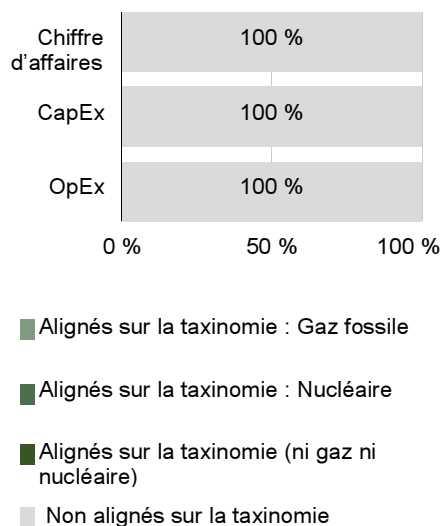 Chiffre
d’affaires
100 %
CapEx
100 %
OpEx
100 %
0 %
50 %
100 %
Alignés sur la taxinomie : Gaz fossile
Alignés sur la taxinomie : Nucléaire
Alignés sur la taxinomie (ni gaz ni
nucléaire)
Non alignés sur la taxinomie